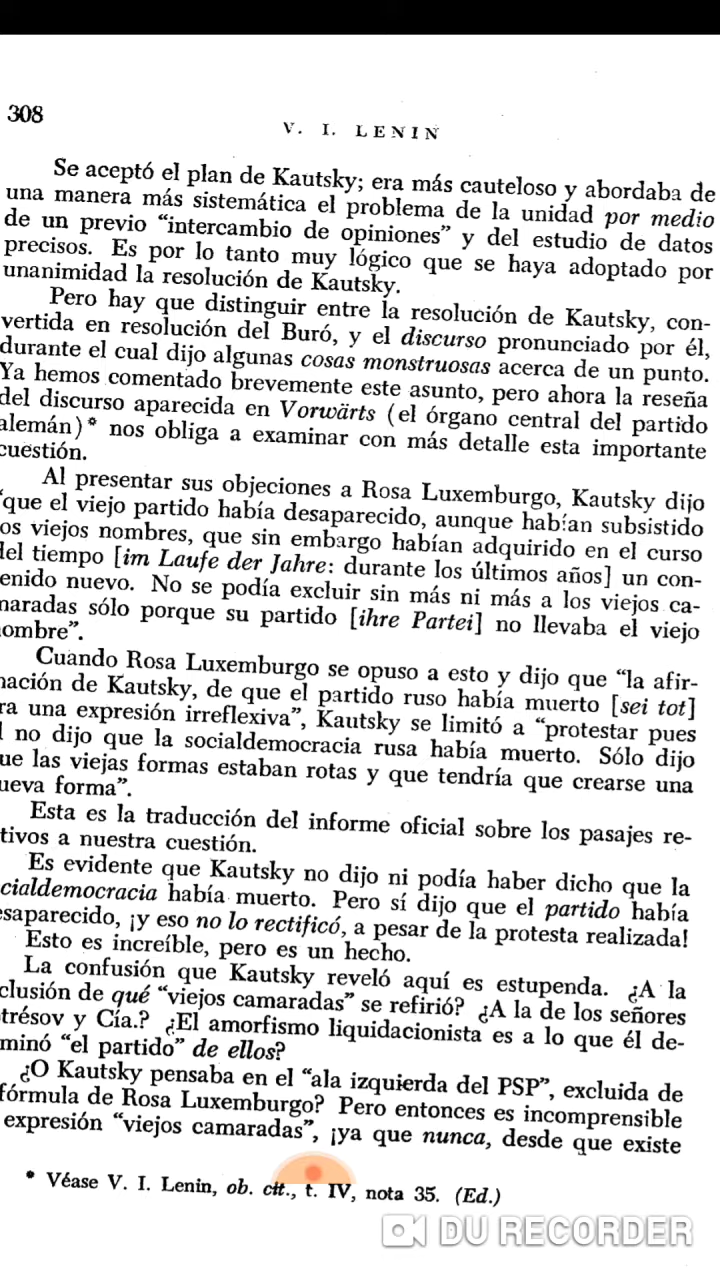 308
V. I. LENIN
Se aceptó el plan de Kautsky; era más cauteloso y abordaba de
una manera más sistemática el problema de la unidad por medio
de un previo “intercambio de opiniones” y del estudio de datos
precisos. Es por lo tanto muy lógico que se haya adoptado por
unanimidad la resolución de Kautsky.
Pero hay que distinguir entre la resolución de Kautsky, con-
vertida en resolución del Buró, y el discurso pronunciado por él,
durante el cual dijo algunas cosas monstruosas acerca de un punto.
Ya hemos comentado brevemente este asunto, pero ahora la reseña
del discurso aparecida en Vorwärts (el órgano central del partido
alemán)* nos obliga a examinar con más detalle esta importante
cuestión.
Al presentar sus objeciones a Rosa Luxemburgo, Kautsky dijo
“que el viejo partido había desaparecido, aunque habían subsistido
os viejos nombres, que sin embargo habían adquirido en el curso
del tiempo [im Laufe der Jahre: durante los últimos años] un con-
enido nuevo. No se podía excluir sin más ni más a los viejos ca-
maradas sólo porque su partido [ihre Partei] no llevaba el viejo
ombre”.
Cuando Rosa Luxemburgo se opuso a esto y dijo que “la afir-
nación de Kautsky, de que el partido ruso había muerto [sei tot]
ra una expresión irreflexiva”, Kautsky se limitó a “protestar pues
l no dijo que la socialdemocracia rusa había muerto. Sólo dijo
ue las viejas formas estaban rotas y que tendría que crearse una
ueva forma”.
Esta es la traducción del informe oficial sobre los pasajes re-
tivos a nuestra cuestión.
Es evidente que Kautsky no dijo ni podía haber dicho que la
cialdemocracia había muerto. Pero sí dijo que el partido había
esaparecido, ¡y eso no lo rectificó, a pesar de la protesta realizada!
Esto es increíble, pero es un hecho.
La confusión que Kautsky reveló aquí es estupenda. ¿A la
clusión de qué “viejos camaradas” se refirió? ¿A la de los señores
trésov y Cía.? ¿El amorfismo liquidacionista es a lo que él de-
minó “el partido” de ellos?
¿O Kautsky pensaba en el “ala izquierda del PSP”, excluida de
fórmula de Rosa Luxemburgo? Pero entonces es incomprensible
expresión “viejos camaradas”, ¡ya que nunca, desde que existe
* Véase V. I. Lenin, ob. cit., t. IV, nota 35. (Ed.)
DU RECORDER